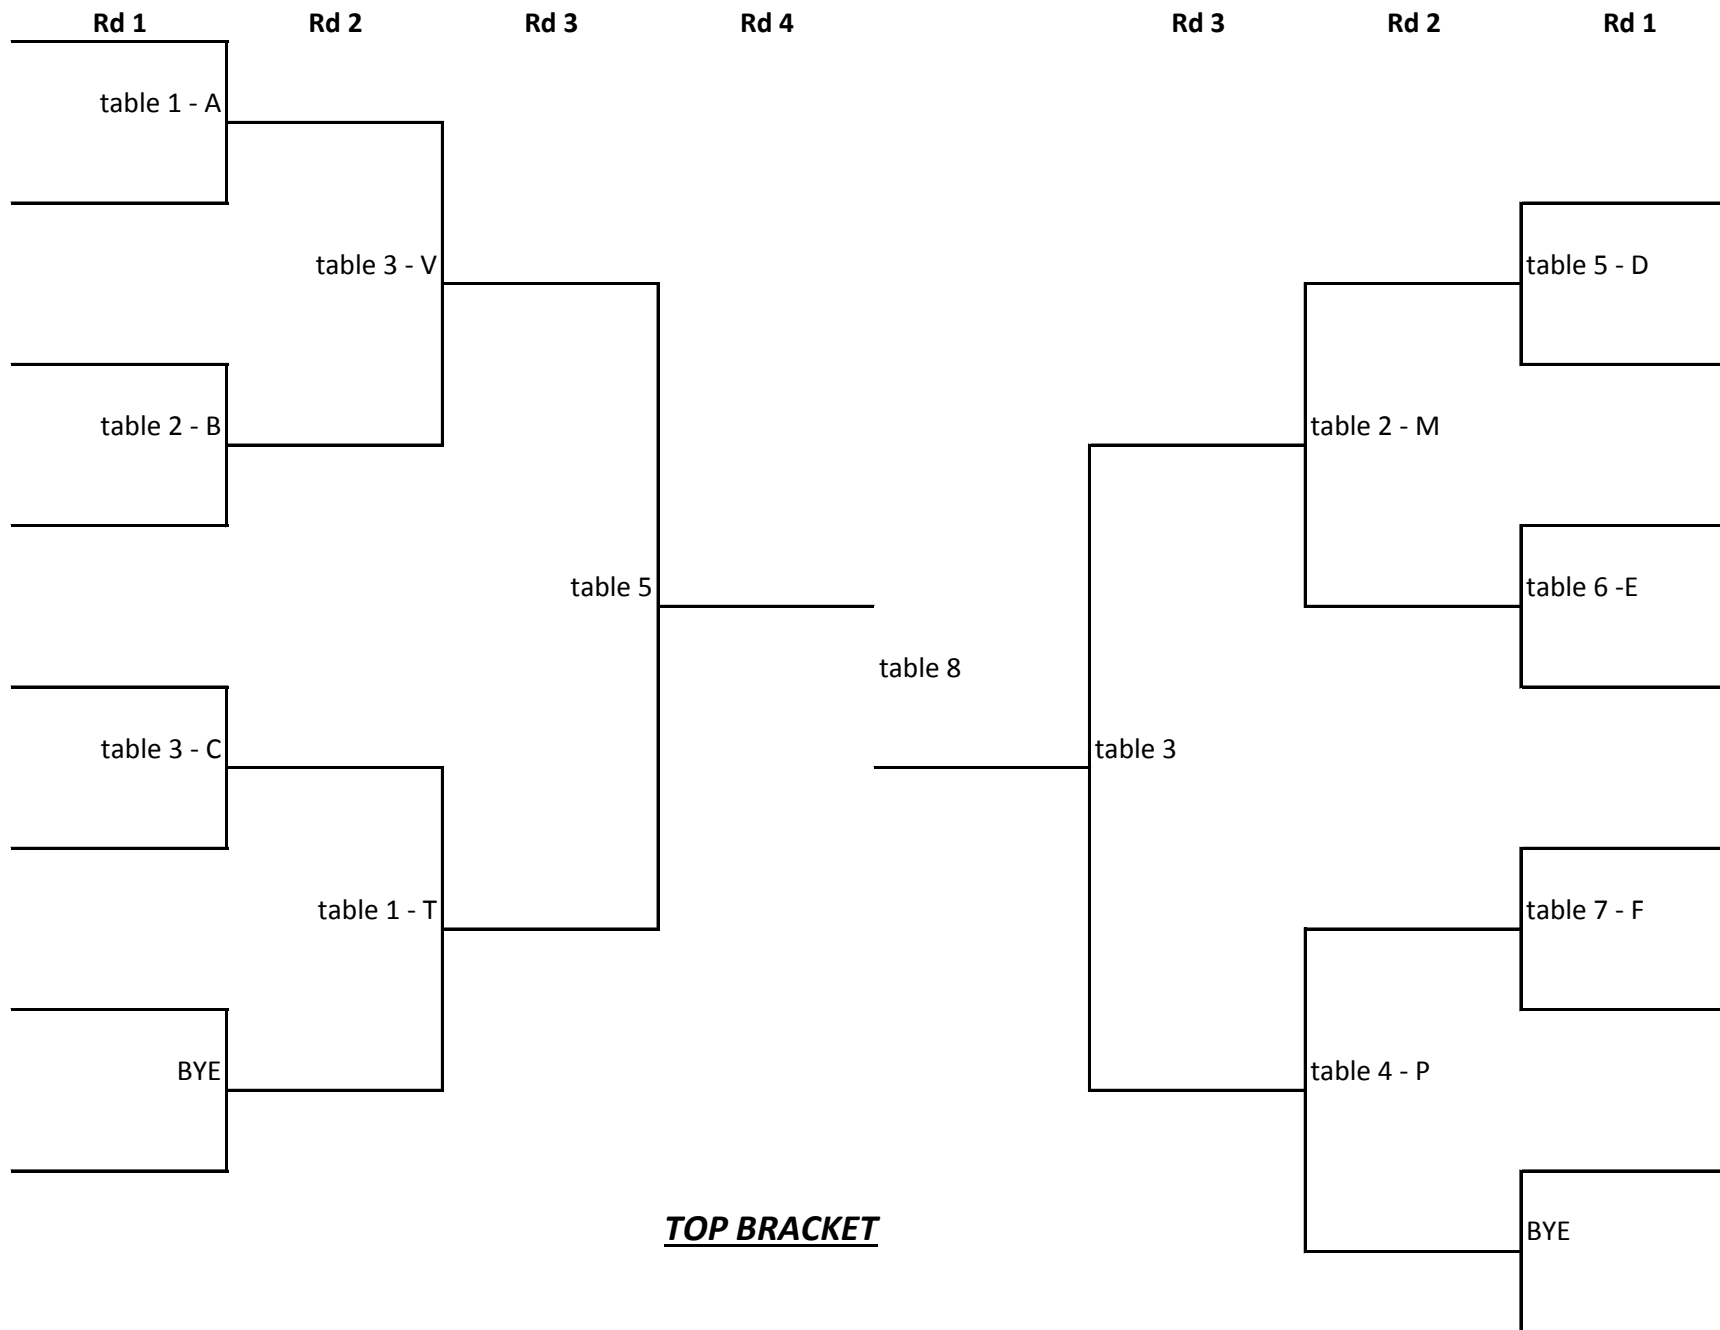 Rd 1 Rd 2 Rd 3 Rd 4 Rd 3 Rd 2 Rd 1
table 1 - A
table 3 - V table 5 - D
table 2 - B table 2 - M
table 5 table 6 -E
table 8
table 3 - C table 3
table 1 - T table 7 - F
BYE table 4 - P
TOP BRACKET BYE